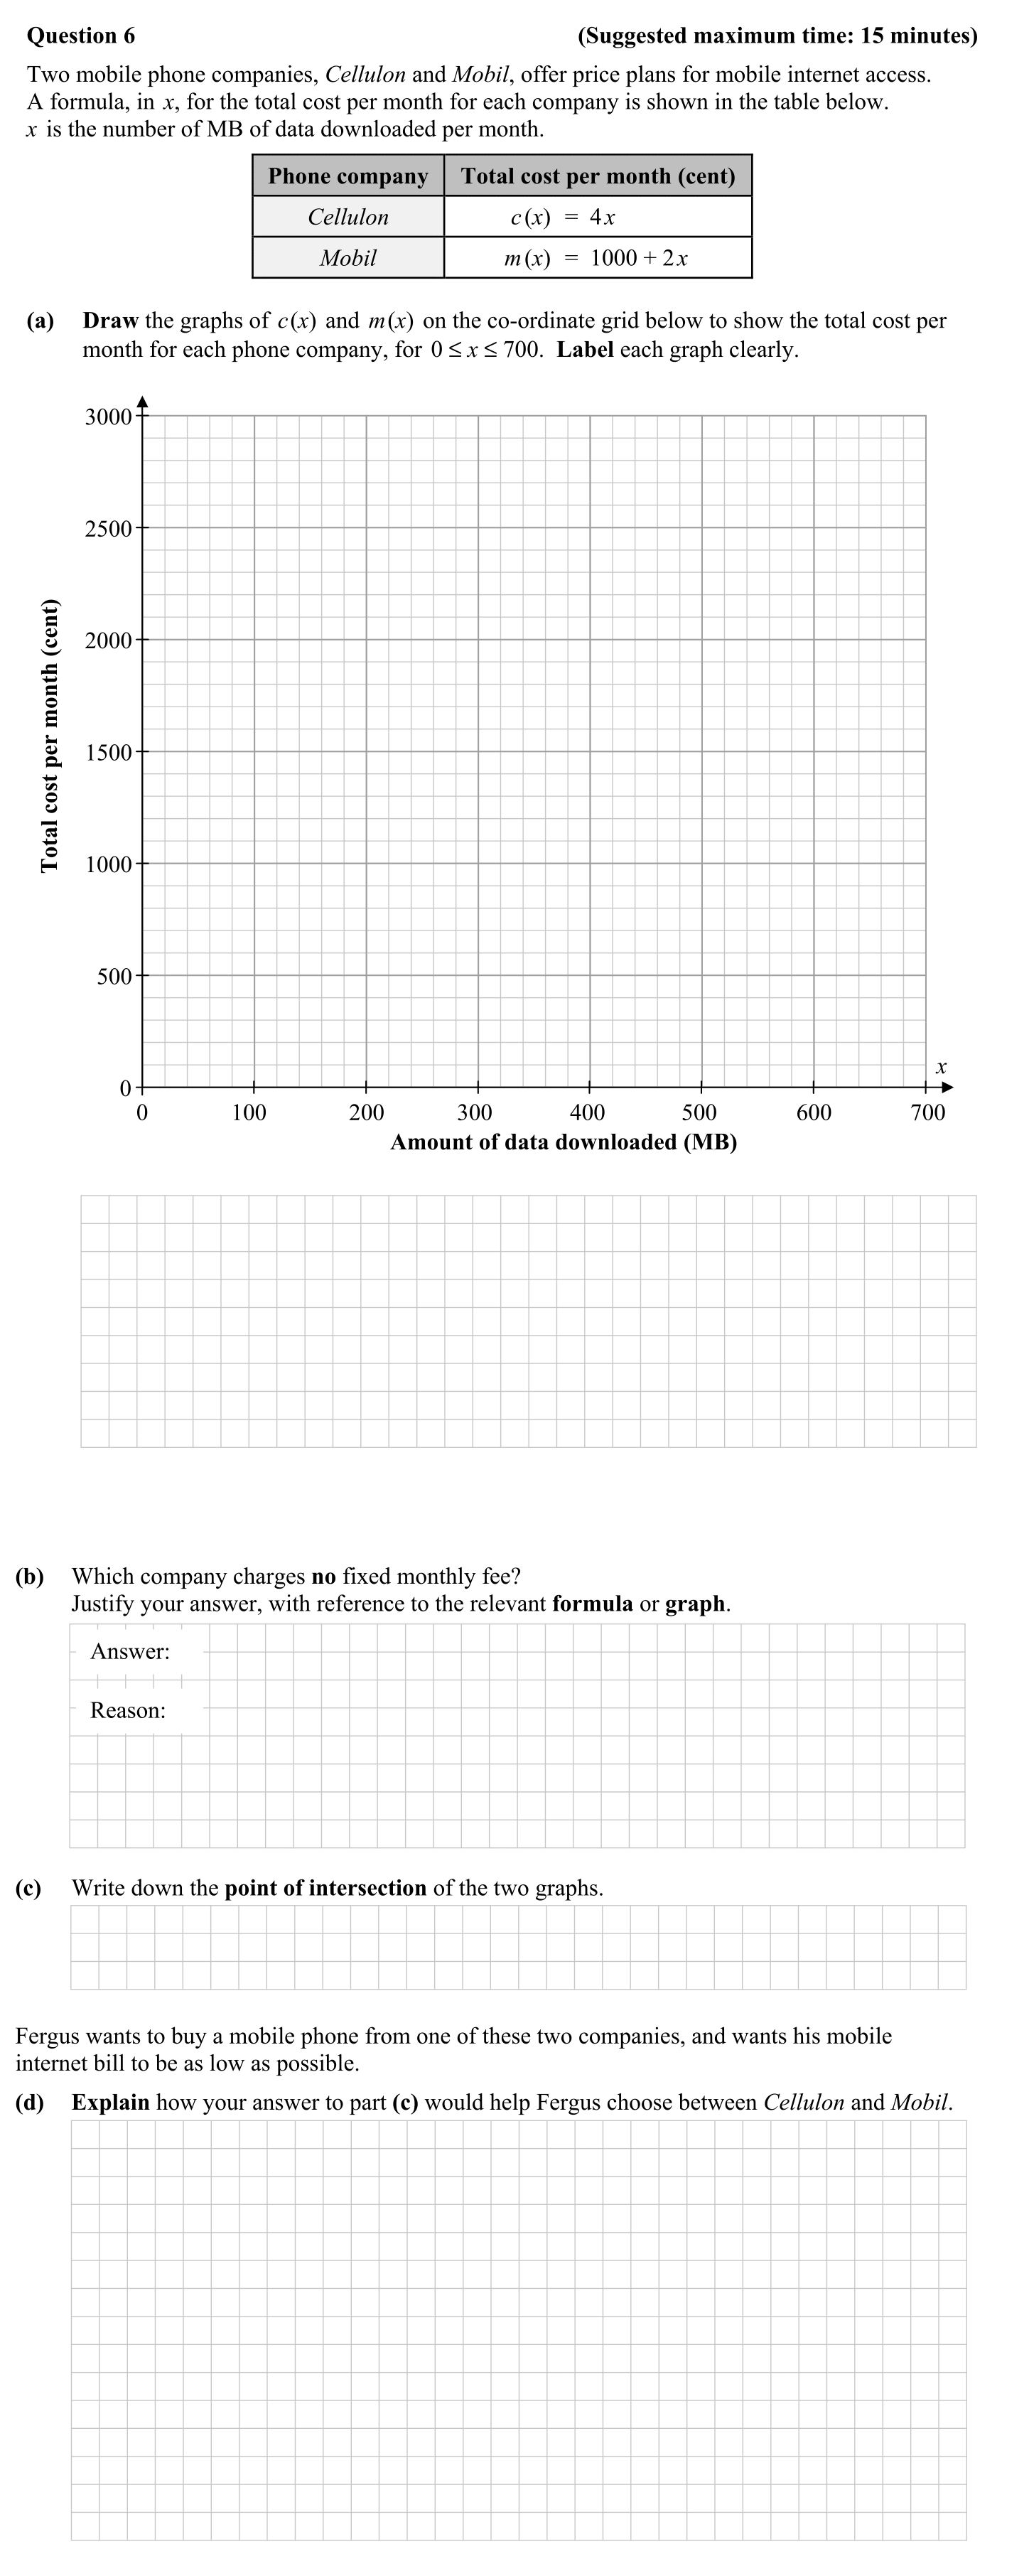 Question 6 (Suggested maximum time: 15 minutes)
Two mobile phone companies, Cellulon and Mobil, offer price plans for mobile internet access.
A formula, in x, for the total cost per month for each company is shown in the table below.
x is the number of MB of data downloaded per month.
Phone company Total cost per month (cent)
Cellulon c(x) = 4x
Mobil m(x) = 1000 + 2x
(a) Draw the graphs of c(x) and m(x) on the co-ordinate grid below to show the total cost per
month for each phone company, for 0 ≤ x ≤ 700. Label each graph clearly.
Total cost per month (cent)
3000
2500
2000
1500
1000
500
0
x
0 100 200 300 400 500 600 700
Amount of data downloaded (MB)
(b) Which company charges no fixed monthly fee?
Justify your answer, with reference to the relevant formula or graph.
Answer:
Reason:
(c) Write down the point of intersection of the two graphs.
Fergus wants to buy a mobile phone from one of these two companies, and wants his mobile
internet bill to be as low as possible.
(d) Explain how your answer to part (c) would help Fergus choose between Cellulon and Mobil.